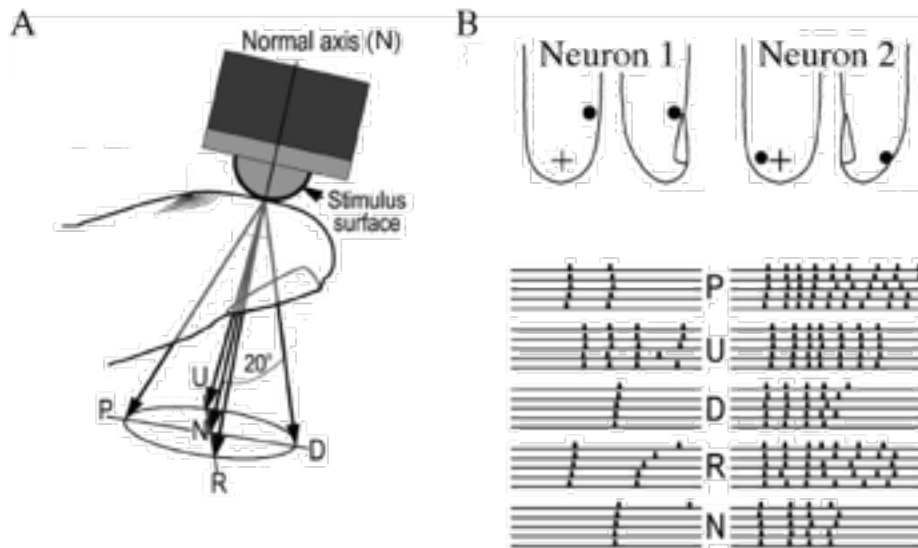 A
Normal axis (N)
Stimulus
surface
20°
U
P
N
D
R
B
Neuron 1
Neuron 2
P
U
D
R
N